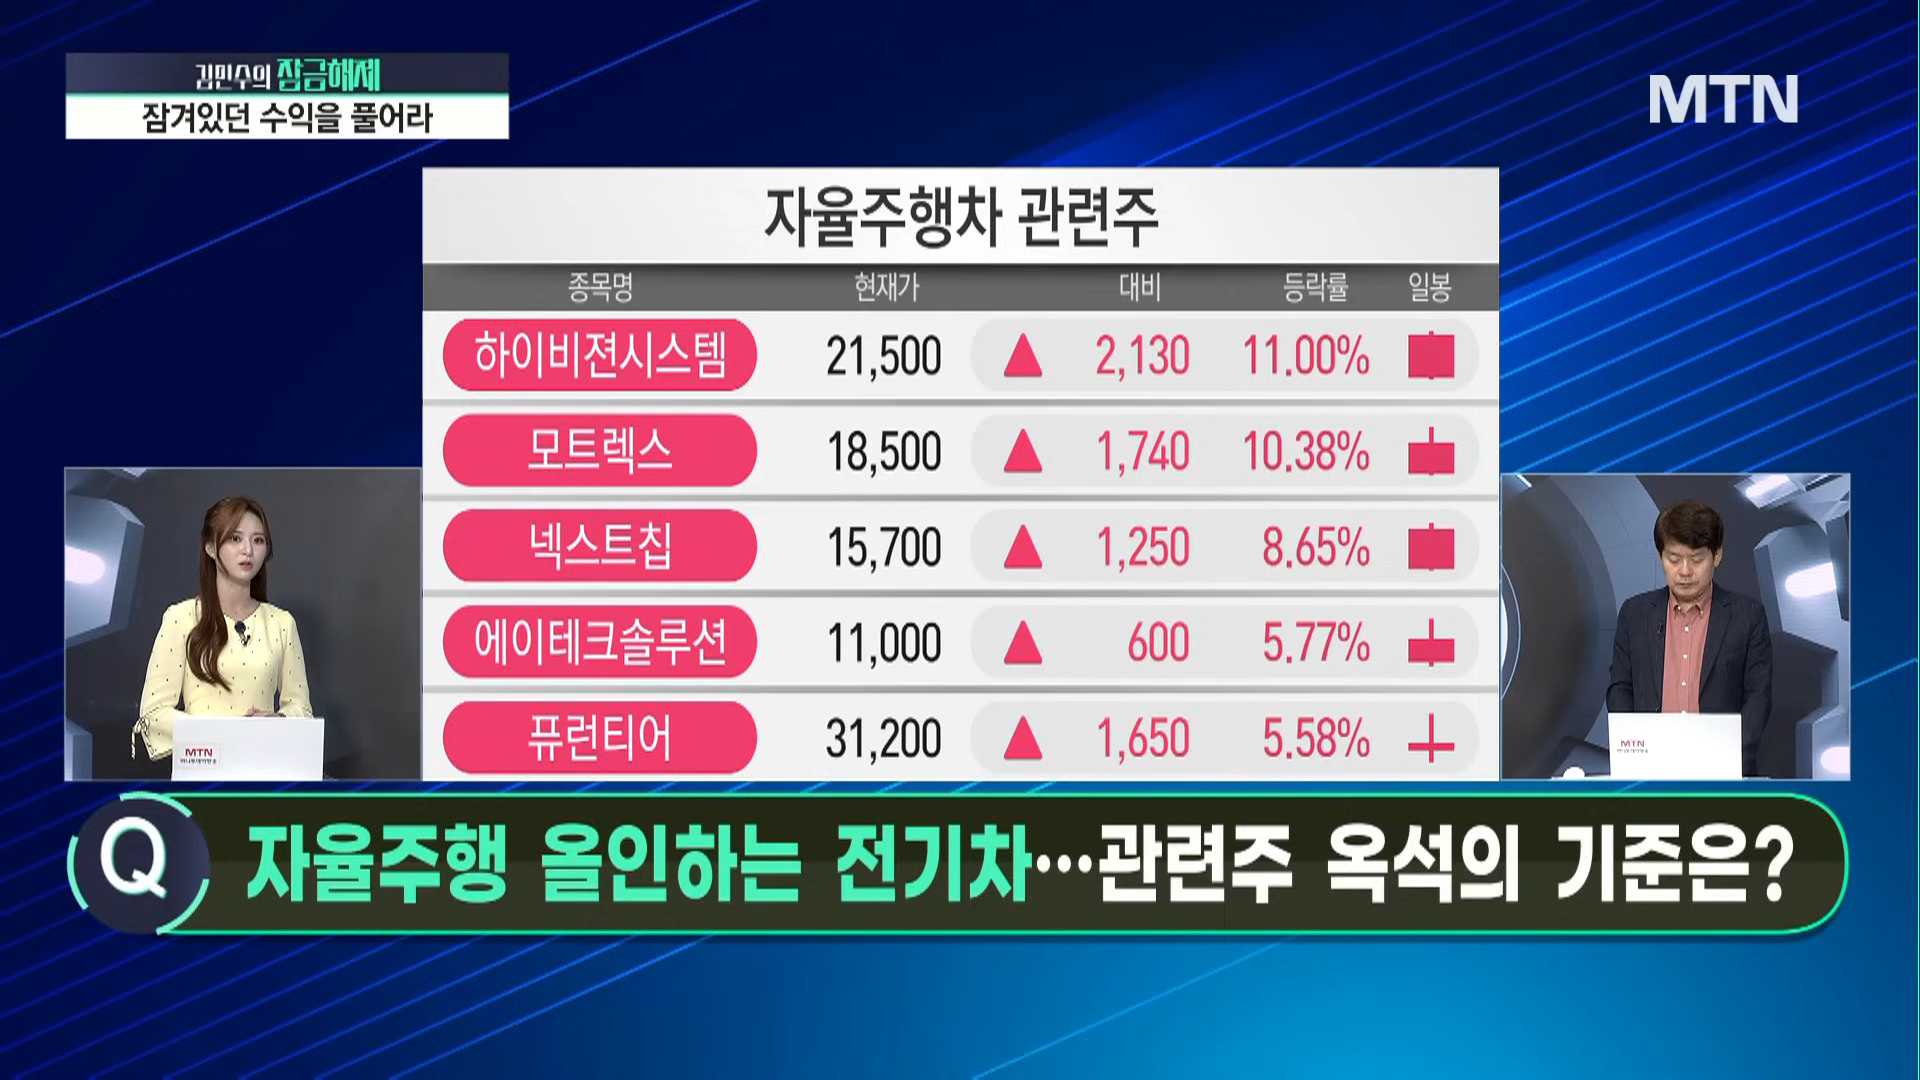 김민수의 잠금해제
잠겨있던 수익을 풀어라
MTN
자율주행차 관련주
종목명 현재가 대비 등락률 일봉
하이비젼시스템 21,500 ▲ 2,130 11.00%
모트렉스 18,500 ▲ 1,740 10.38%
넥스트칩 15,700 ▲ 1,250 8.65%
에이테크솔루션 11,000 ▲ 600 5.77%
퓨런티어 31,200 ▲ 1,650 5.58%
MTN
MTN
Q 자율주행 올인하는 전기차…관련주 옥석의 기준은?